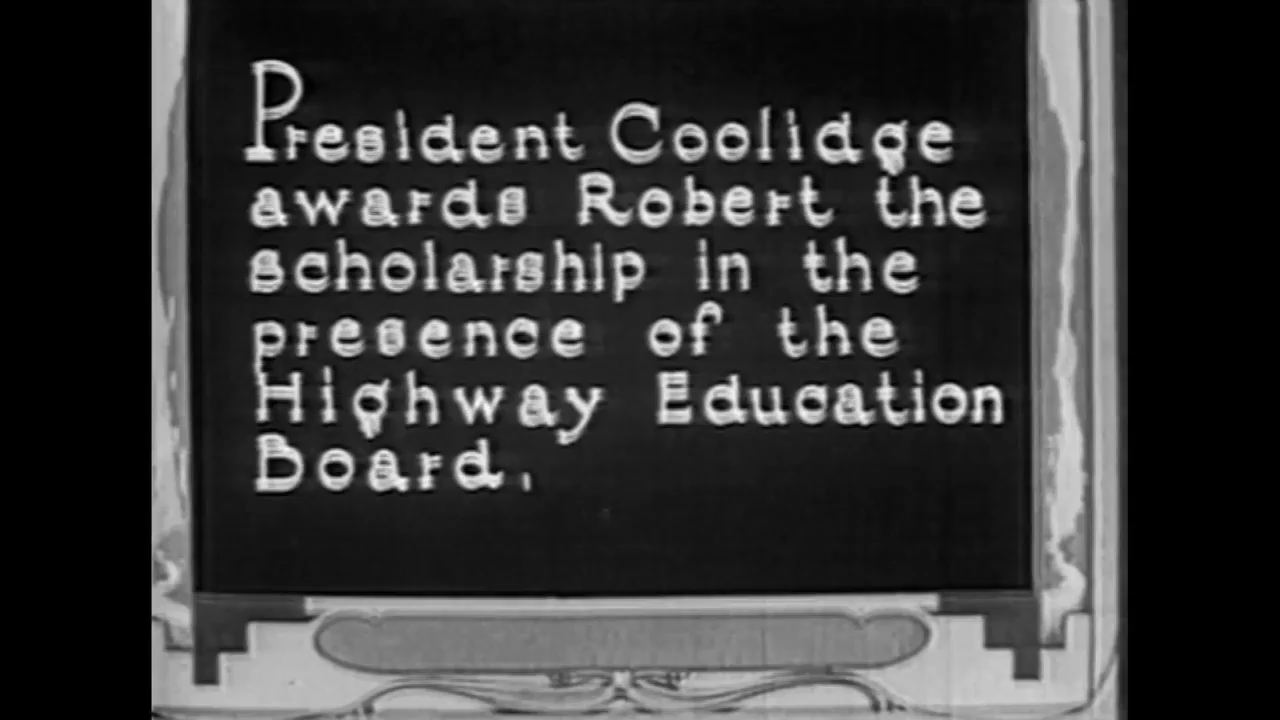 President Coolidge
awards Robert the
scholarship in the
presence of the
Highway Education
Board.